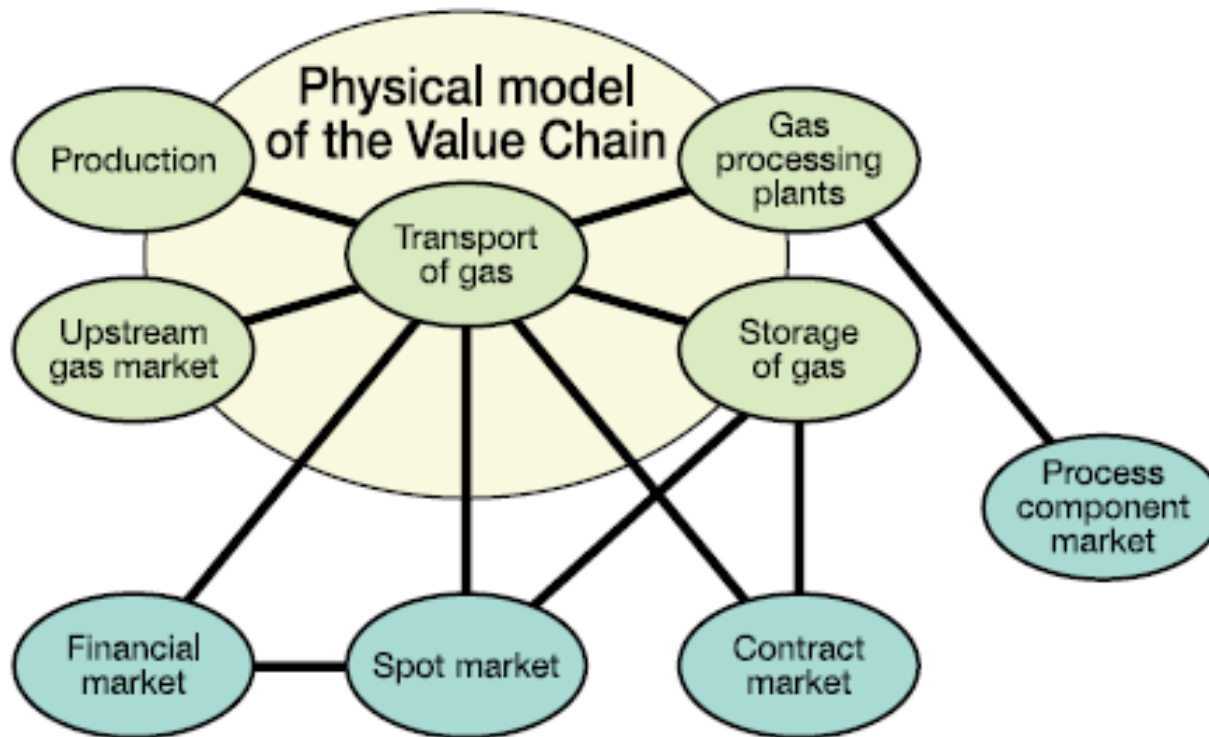 Physical model
of the Value Chain
Production
Gas
processing
plants
Transport
of gas
Upstream
gas market
Storage
of gas
Process
component
market
Financial
market
Spot market
Contract
market